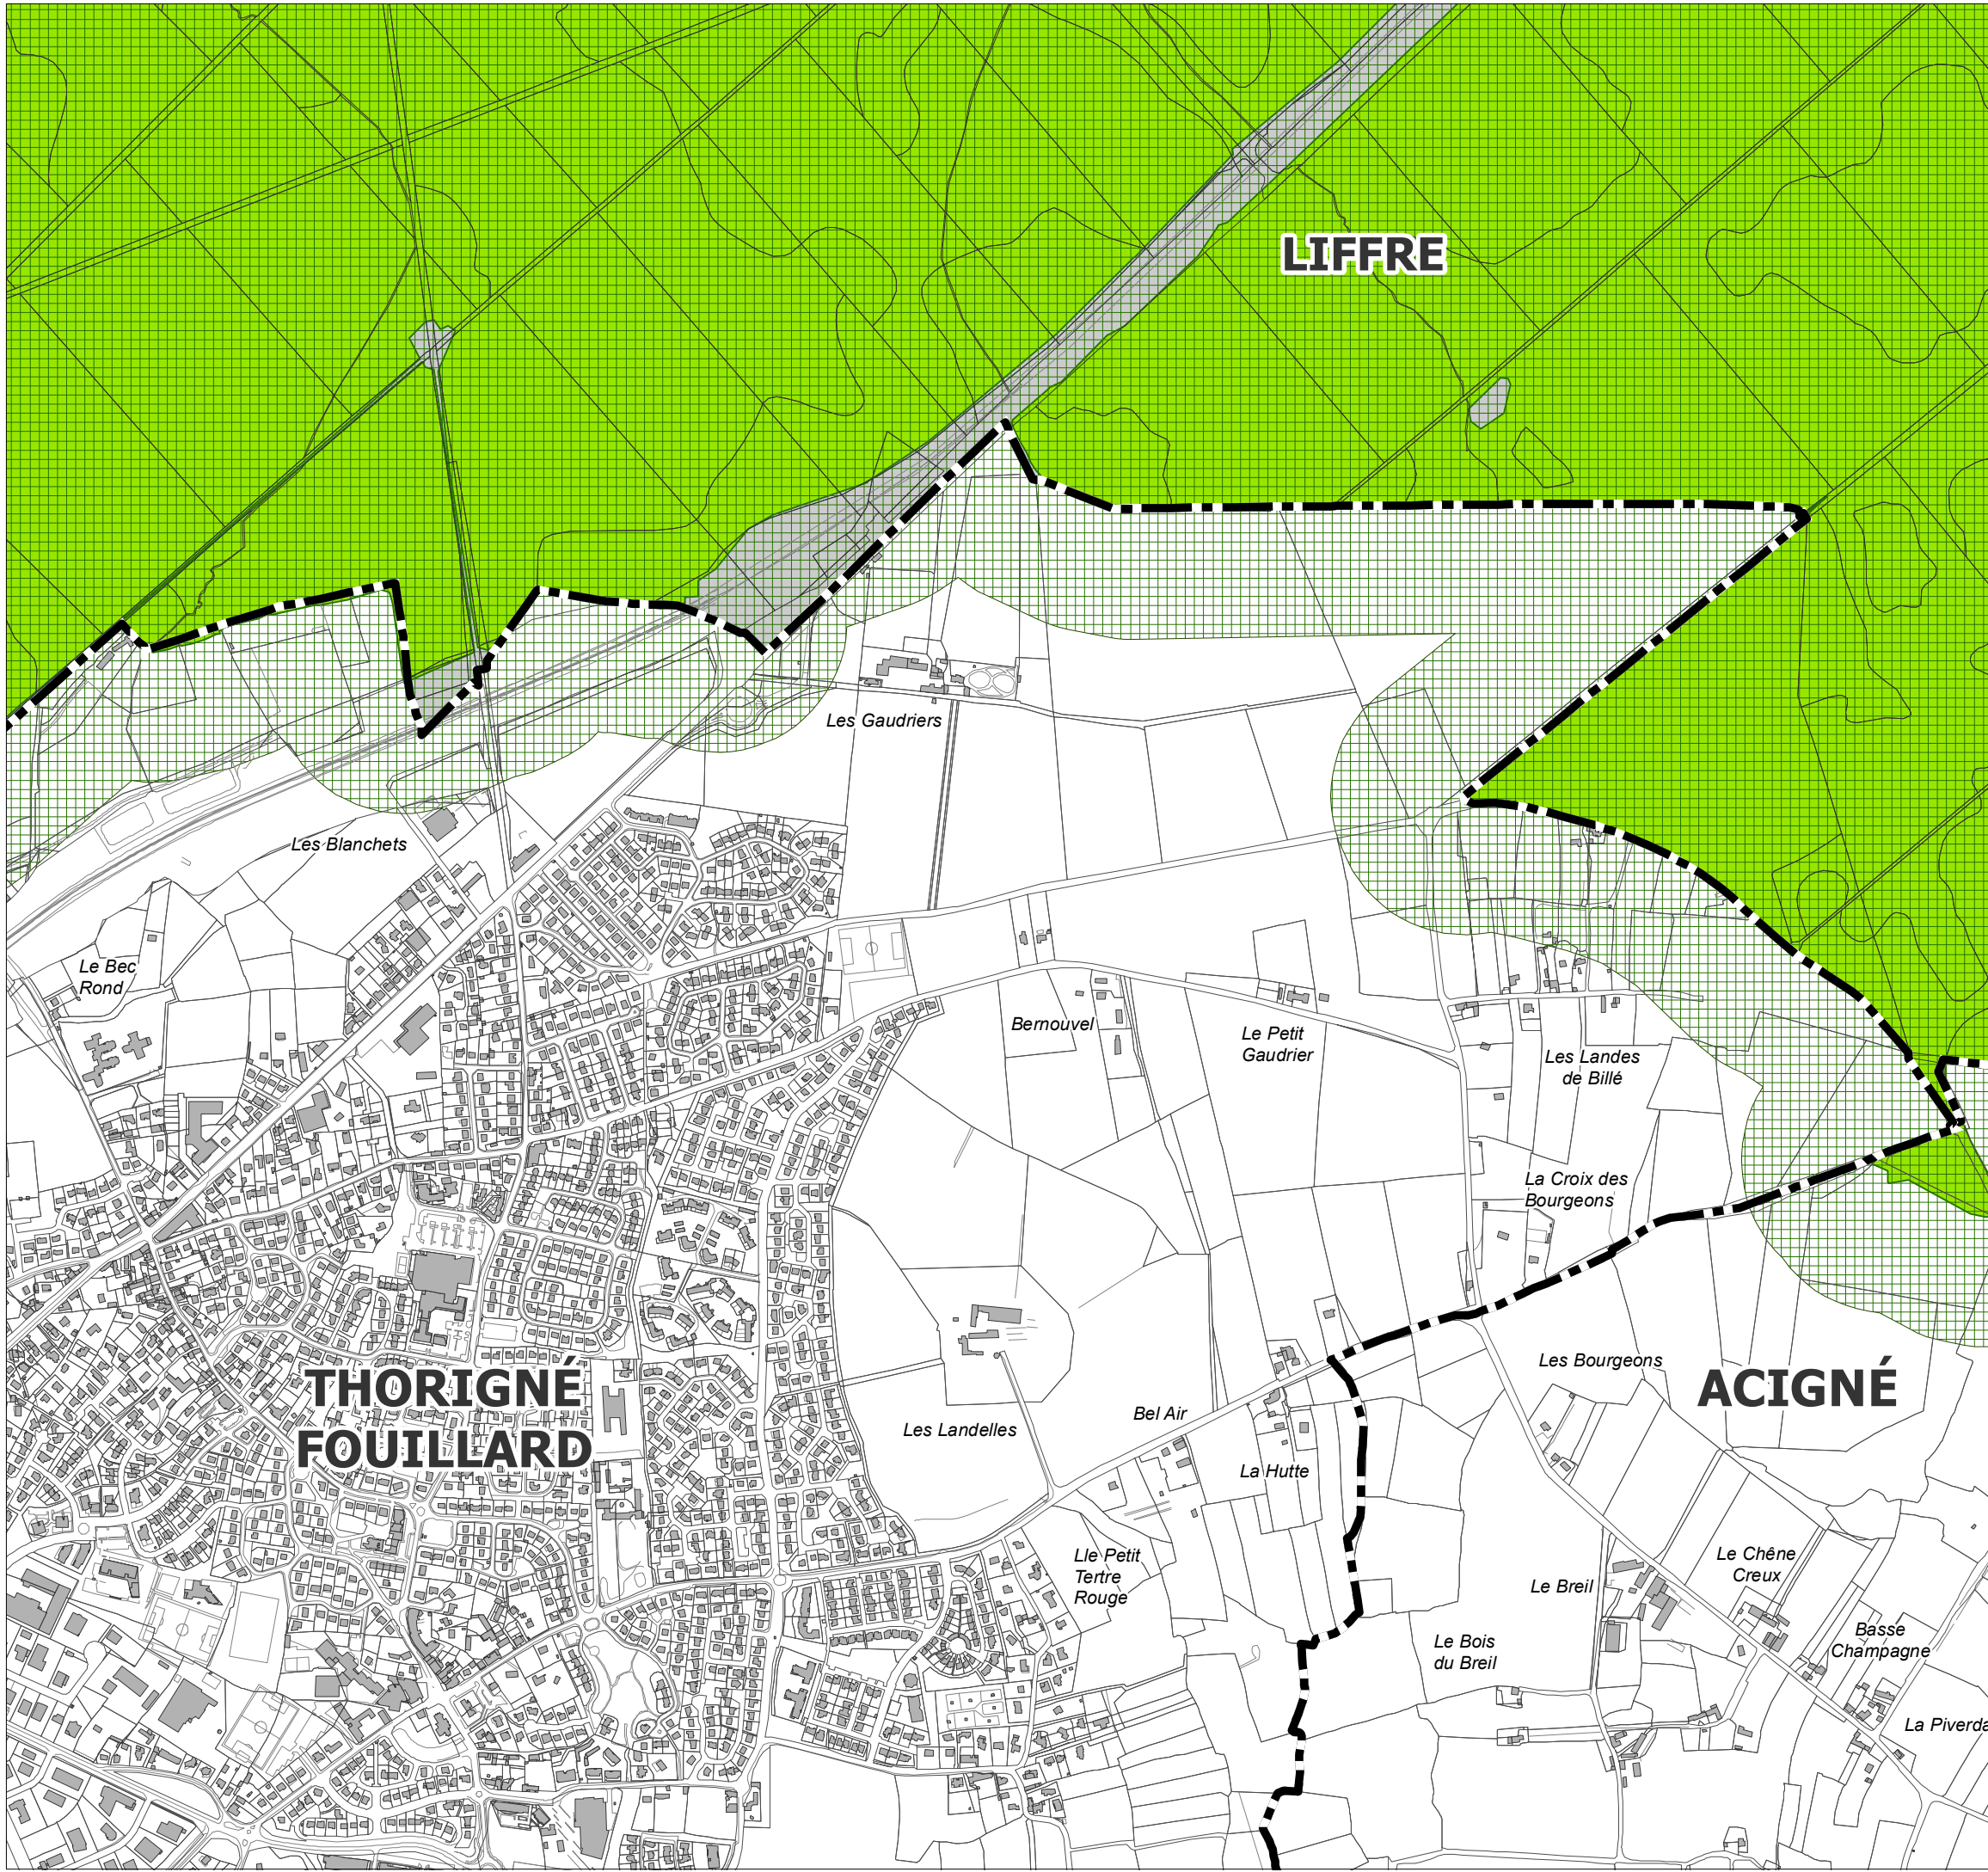 LIFFRE
Les Gaudriers
Les Blanchets
Le Bec
Rond
Bernouvel
Le Petit
Gaudrier
Les Landes
de Billé
La Croix des
Bourgeons
Les Bourgeons
THORIGNÉ
FOUILLARD
ACIGNÉ
Bel Air
Les Landelles
La Hutte
Lle Petit
Tertre
Rouge
Le Chêne
Creux
Le Breil
Basse
Champagne
Le Bois
du Breil
La Piverda